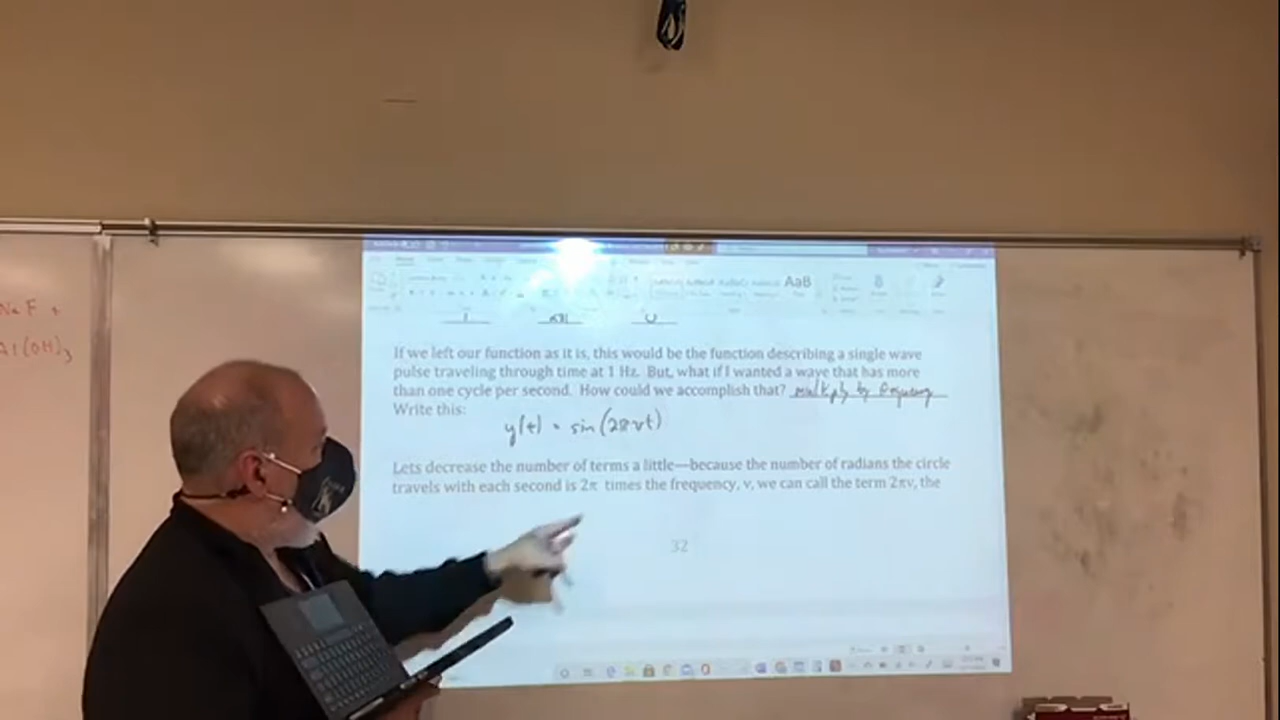 NaF +
Al(OH)3
AaB
If we left our function as it is, this would be the function describing a single wave
pulse traveling through time at 1 Hz. But, what if I wanted a wave that has more
than one cycle per second. How could we accomplish that? multiply by frequency
Write this:
y(t) = sin(2πνt)
Lets decrease the number of terms a little—because the number of radians the circle
travels with each second is 2π times the frequency, ν, we can call the term 2πν, the
32